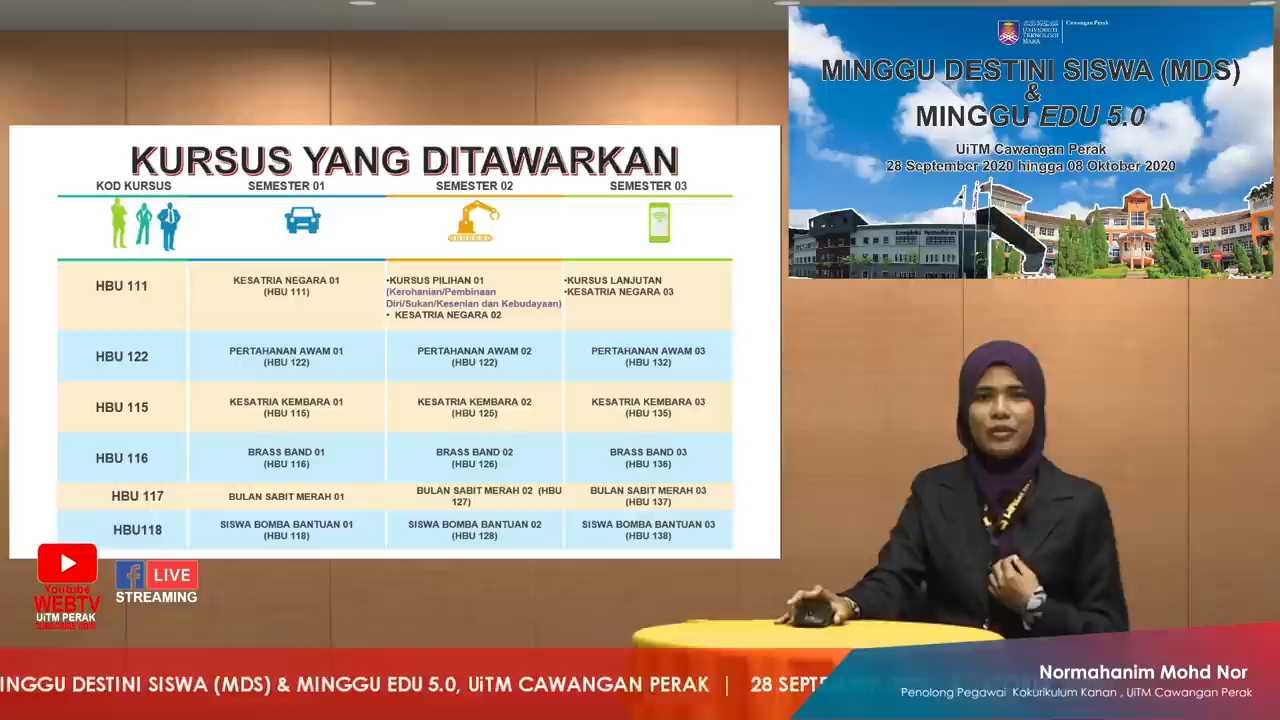 KURSUS YANG DITAWARKAN
KOD KURSUS SEMESTER 01 SEMESTER 02 SEMESTER 03
HBU 111
KESATRIA NEGARA 01
(HBU 111)
•KURSUS PILIHAN 01
(Kerohanian/Pembinaan
Diri/Sukan/Kesenian dan Kebudayaan)
• KESATRIA NEGARA 02
•KURSUS LANJUTAN
•KESATRIA NEGARA 03
HBU 122
PERTAHANAN AWAM 01
(HBU 122)
PERTAHANAN AWAM 02
(HBU 122)
PERTAHANAN AWAM 03
(HBU 132)
HBU 115
KESATRIA KEMBARA 01
(HBU 115)
KESATRIA KEMBARA 02
(HBU 125)
KESATRIA KEMBARA 03
(HBU 135)
HBU 116
BRASS BAND 01
(HBU 116)
BRASS BAND 02
(HBU 126)
BRASS BAND 03
(HBU 136)
HBU 117
BULAN SABIT MERAH 01
BULAN SABIT MERAH 02 (HBU
127)
BULAN SABIT MERAH 03
(HBU 137)
HBU118
SISWA BOMBA BANTUAN 01
(HBU 118)
SISWA BOMBA BANTUAN 02
(HBU 128)
SISWA BOMBA BANTUAN 03
(HBU 138)
UNIVERSITI
TEKNOLOGI
MARA
Cawangan Perak
MINGGU DESTINI SISWA (MDS)
&
MINGGU EDU 5.0
UiTM Cawangan Perak
28 September 2020 hingga 08 Oktober 2020
Youtube
WEBTV
UiTM PERAK
LIVE
STREAMING
INGGU DESTINI SISWA (MDS) & MINGGU EDU 5.0, UiTM CAWANGAN PERAK | 28 SEPT
Normahanim Mohd Nor
Penolong Pegawai Kokurikulum Kanan , UiTM Cawangan Perak